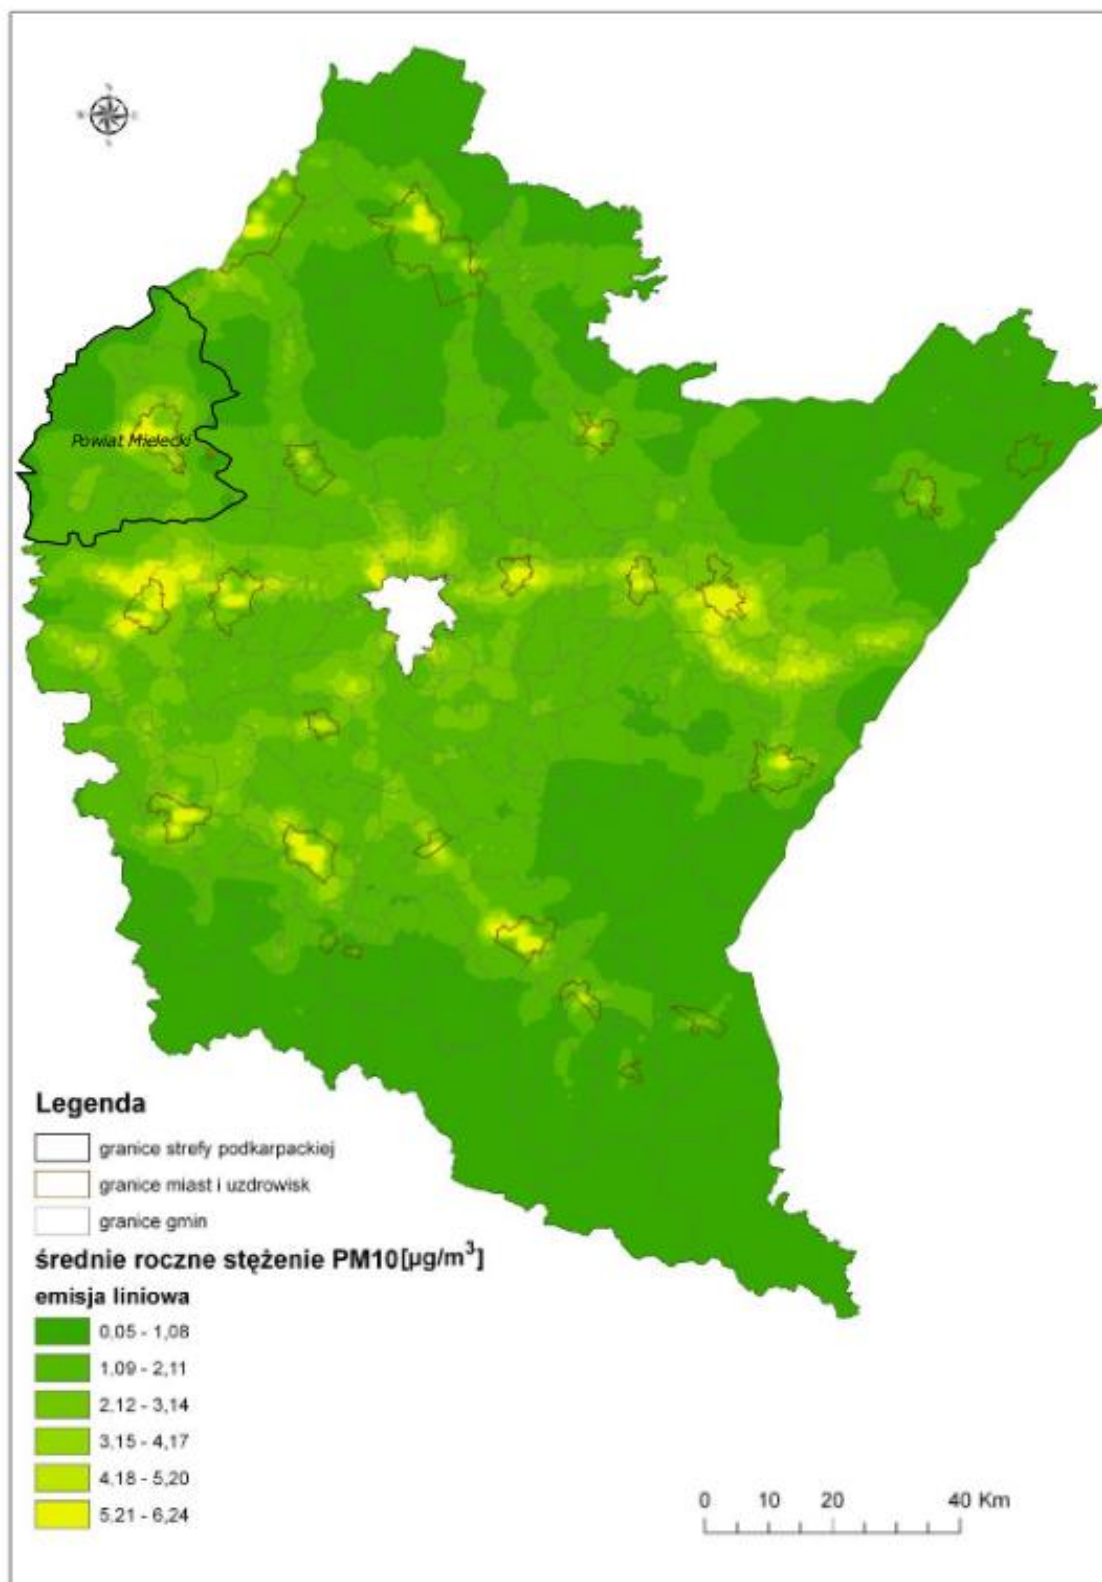 Powiat Mielecki
Legenda
granice strefy podkarpackiej
granice miast i uzdrowisk
granice gmin
średnie roczne stężenie PM10[µg/m³]
emisja liniowa
0,05 - 1,08
1,09 - 2,11
2,12 - 3,14
3,15 - 4,17
4,18 - 5,20
5,21 - 6,24
0 10 20 40 Km